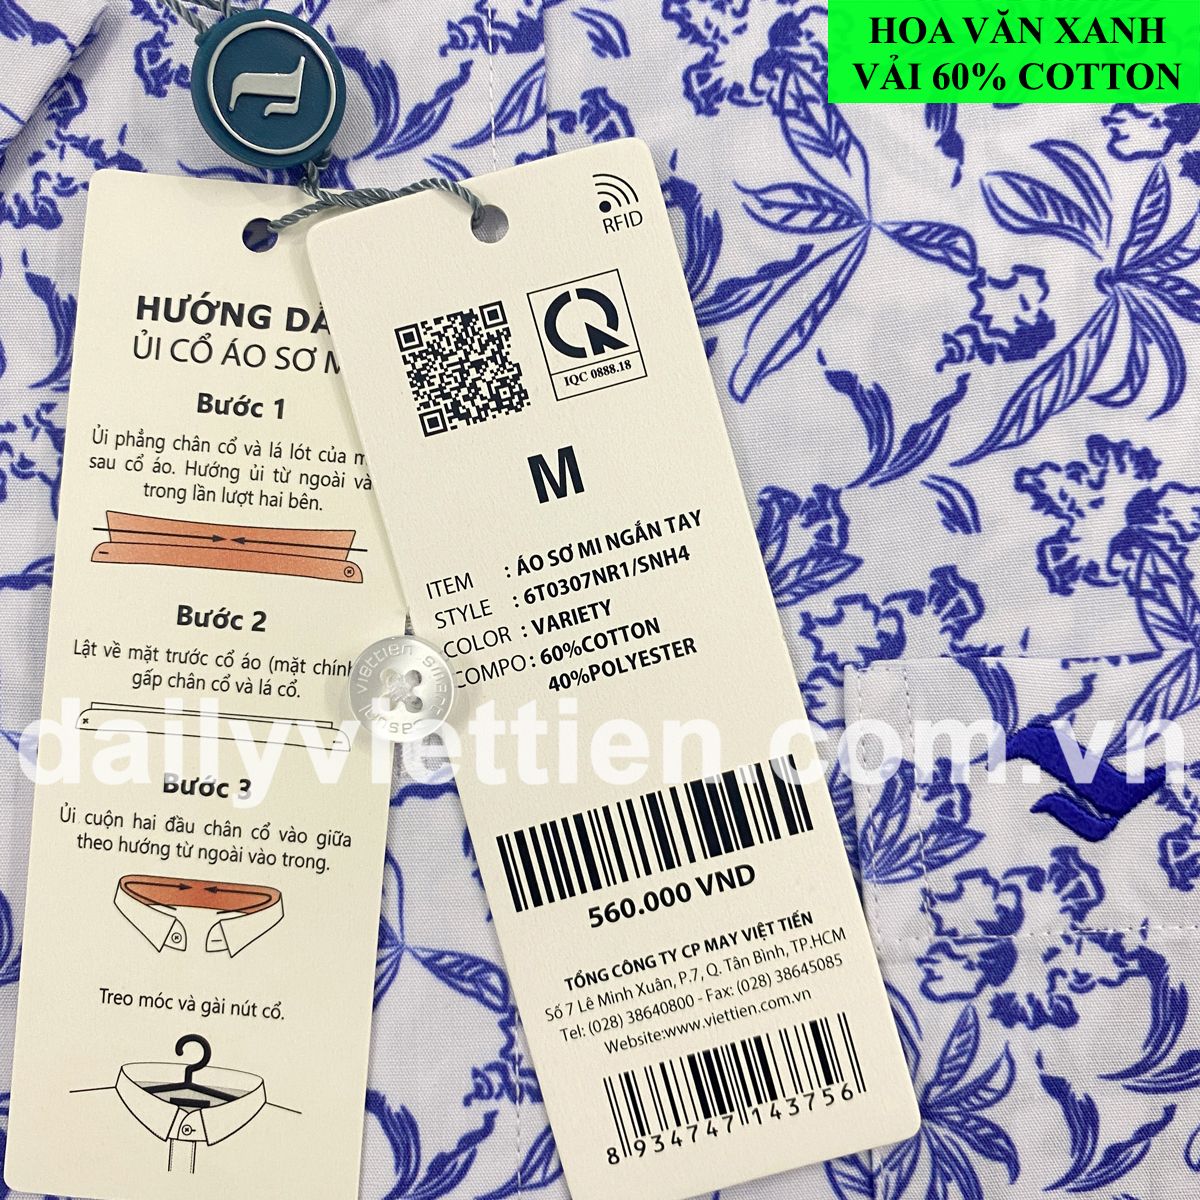 HOA VĂN XANH
VẢI 60% COTTON
HƯỚNG
ỦI CỔ ÁO SƠ
Bước 1
Ủi phẳng chân cổ và lá lót của
sau cổ áo. Hướng ủi từ ngoài và
trong lần lượt hai bên.
Bước 2
Lật về mặt trước cổ áo (mặt chính
gấp chân cổ và lá cổ.
Bước 3
Ủi cuộn hai đầu chân cổ vào giữa
theo hướng từ ngoài vào trong.
Treo móc và gài nút cổ.
RFID
IQC 0888.18
M
ITEM : ÁO SƠ MI NGẮN TAY
STYLE : 6T0307NR1/SNH4
COLOR : VARIETY
COMPO : 60%COTTON
40%POLYESTER
viettien
560.000 VND
TỔNG CÔNG TY CP MAY VIỆT TIẾN
Số 7 Lê Minh Xuân, P.7, Q. Tân Bình, TP.HCM
Tel: (028) 38640800 - Fax: (028) 38645085
Website:www.viettien.com.vn
8934747143756
dailyviettien.com.vn